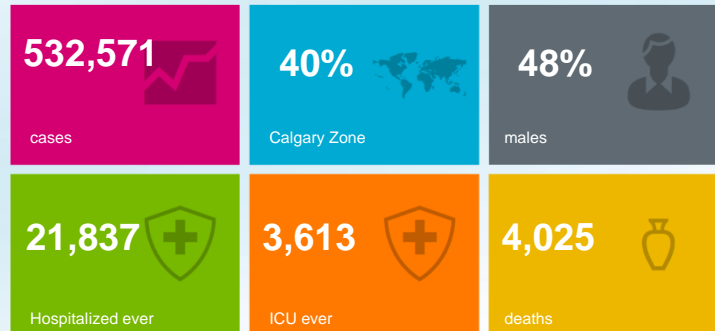 532,571
cases
40%
Calgary Zone
48%
males
21,837
Hospitalized ever
3,613
ICU ever
4,025
deaths